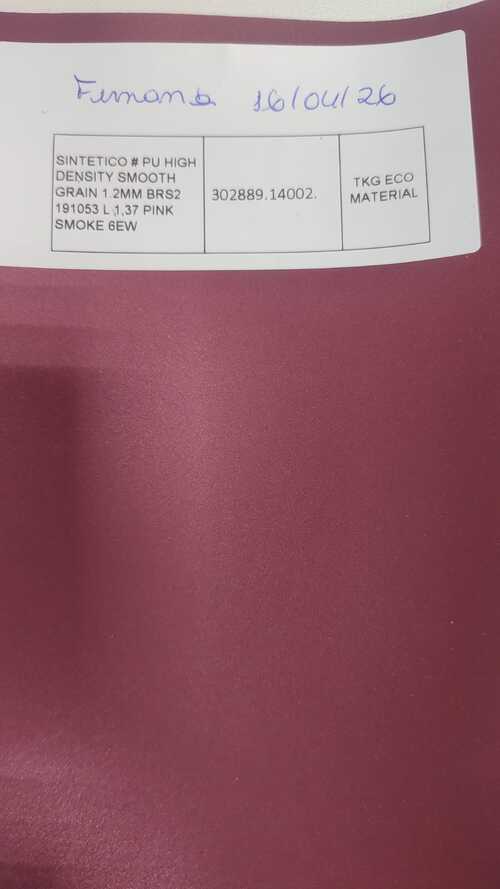 Fernanda 16/04/26
SINTETICO # PU HIGH
DENSITY SMOOTH
GRAIN 1.2MM BRS2
191053 L 1,37 PINK
SMOKE 6EW
302889.14002.
TKG ECO
MATERIAL